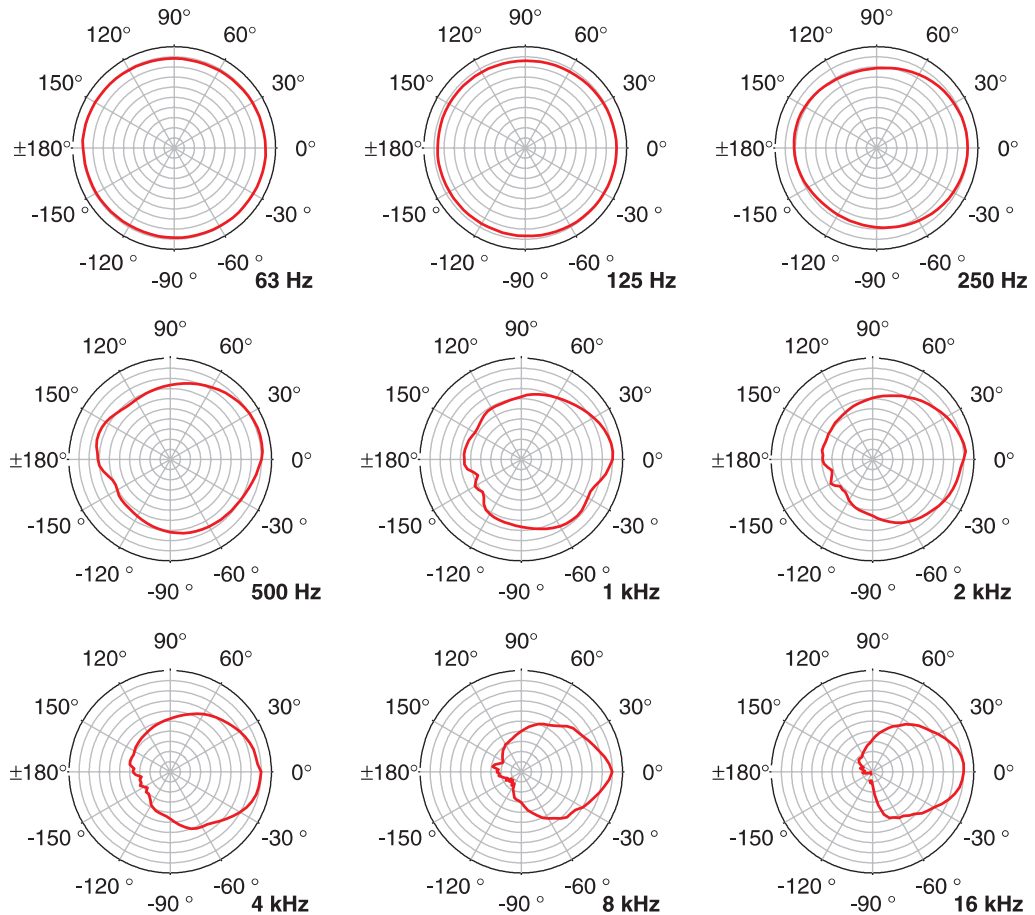 90° 90° 90°
120° 60° 120° 60° 120° 60°
150° 30° 150° 30° 150° 30°
±180° 0° ±180° 0° ±180° 0°
-150 ° -30 ° -150 ° -30 ° -150 ° -30 °
-120 ° -60 ° -120 ° -60 ° -120 ° -60 °
-90 ° 63 Hz -90 ° 125 Hz -90 ° 250 Hz
90° 90° 90°
120° 60° 120° 60° 120° 60°
150° 30° 150° 30° 150° 30°
±180° 0° ±180° 0° ±180° 0°
-150 ° -30 ° -150 ° -30 ° -150 ° -30 °
-120 ° -60 ° -120 ° -60 ° -120 ° -60 °
-90 ° 500 Hz -90 ° 1 kHz -90 ° 2 kHz
90° 90° 90°
120° 60° 120° 60° 120° 60°
150° 30° 150° 30° 150° 30°
±180° 0° ±180° 0° ±180° 0°
-150 ° -30 ° -150 ° -30 ° -150 ° -30 °
-120 ° -60° -120 ° -60° -120 ° -60°
-90 ° 4 kHz -90 ° 8 kHz -90 ° 16 kHz